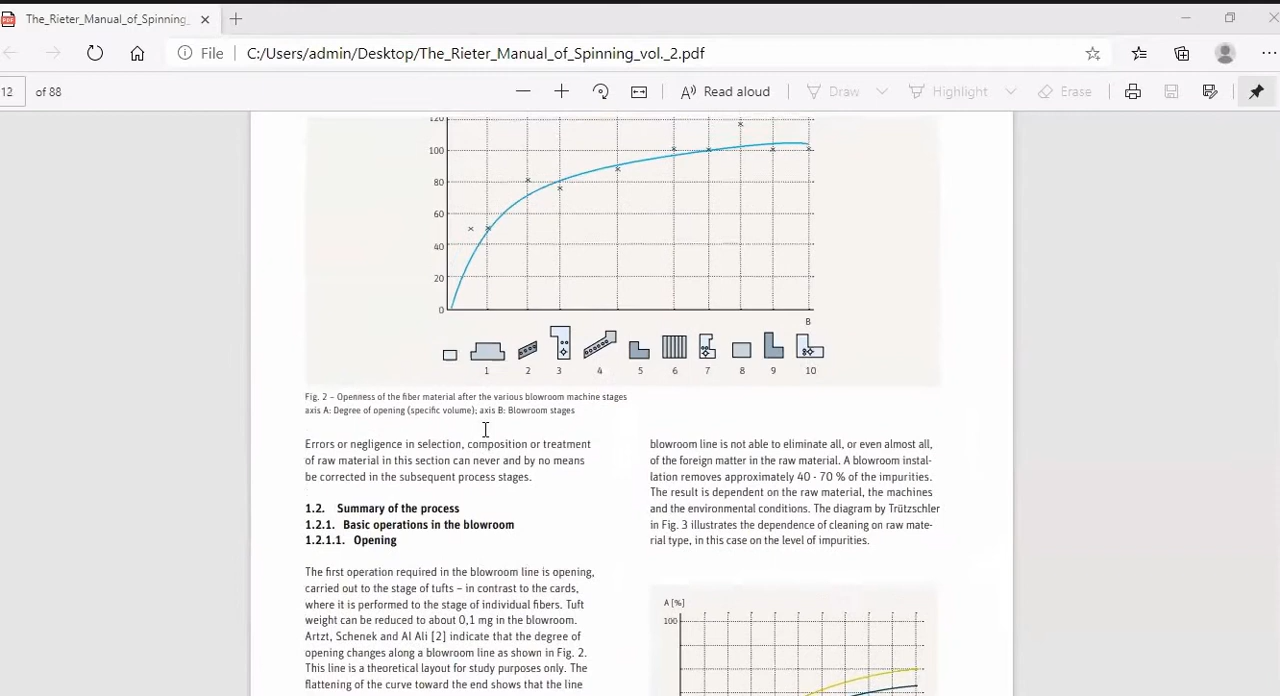 The_Rieter_Manual_of_Spinning_
File C:/Users/admin/Desktop/The_Rieter_Manual_of_Spinning_vol._2.pdf
12 of 88 Read aloud Draw Highlight Erase
120
100
80
60
40
20
0
B
1 2 3 4 5 6 7 8 9 10
Fig. 2 – Openness of the fiber material after the various blowroom machine stages
axis A: Degree of opening (specific volume); axis B: Blowroom stages
Errors or negligence in selection, composition or treatment
of raw material in this section can never and by no means
be corrected in the subsequent process stages.
1.2. Summary of the process
1.2.1. Basic operations in the blowroom
1.2.1.1. Opening
The first operation required in the blowroom line is opening,
carried out to the stage of tufts – in contrast to the cards,
where it is performed to the stage of individual fibers. Tuft
weight can be reduced to about 0,1 mg in the blowroom.
Artzt, Schenek and Al Ali [2] indicate that the degree of
opening changes along a blowroom line as shown in Fig. 2.
This line is a theoretical layout for study purposes only. The
flattening of the curve toward the end shows that the line
blowroom line is not able to eliminate all, or even almost all,
of the foreign matter in the raw material. A blowroom instal-
lation removes approximately 40 - 70 % of the impurities.
The result is dependent on the raw material, the machines
and the environmental conditions. The diagram by Trützschler
in Fig. 3 illustrates the dependence of cleaning on raw mate-
rial type, in this case on the level of impurities.
A [%]
100